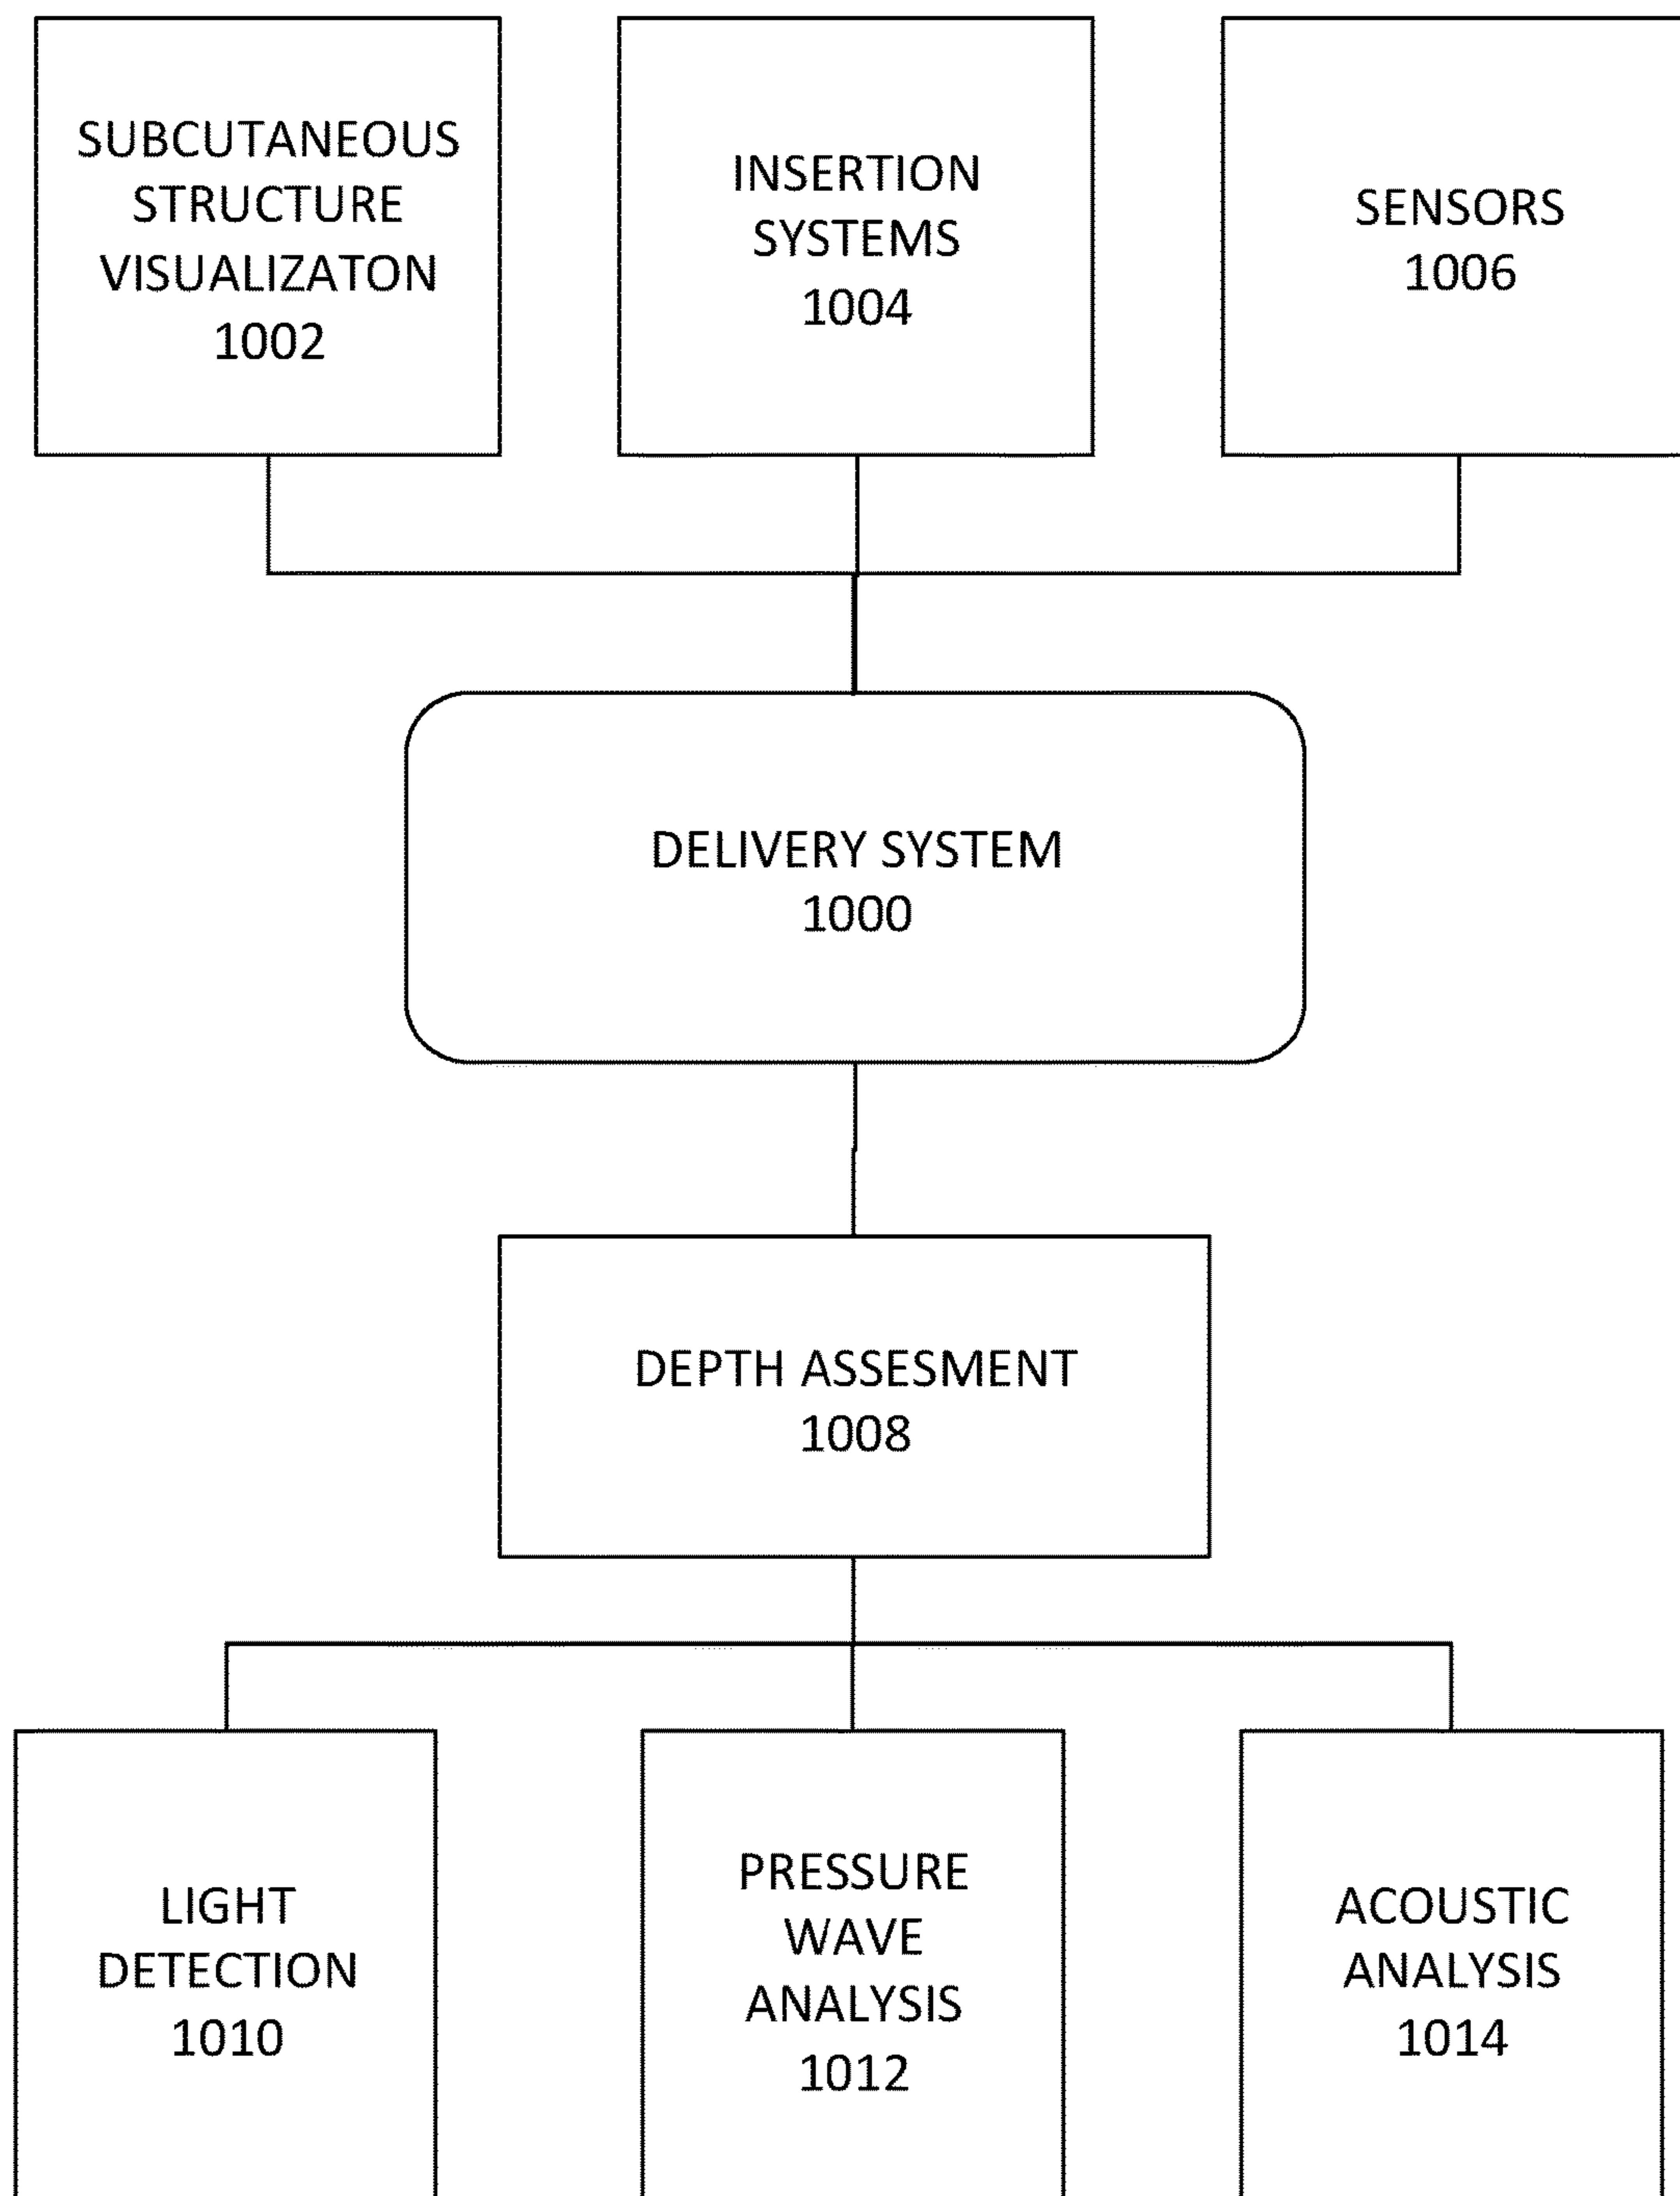 SUBCUTANEOUS
STRUCTURE
VISUALIZATON
1002
INSERTION
SYSTEMS
1004
SENSORS
1006
DELIVERY SYSTEM
1000
DEPTH ASSESMENT
1008
LIGHT
DETECTION
1010
PRESSURE
WAVE
ANALYSIS
1012
ACOUSTIC
ANALYSIS
1014